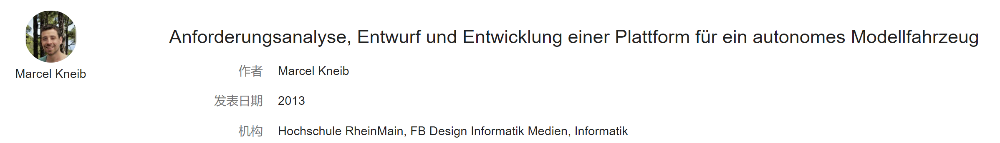 Marcel Kneib
Anforderungsanalyse, Entwurf und Entwicklung einer Plattform für ein autonomes Modellfahrzeug
作者 Marcel Kneib
发表日期 2013
机构 Hochschule RheinMain, FB Design Informatik Medien, Informatik